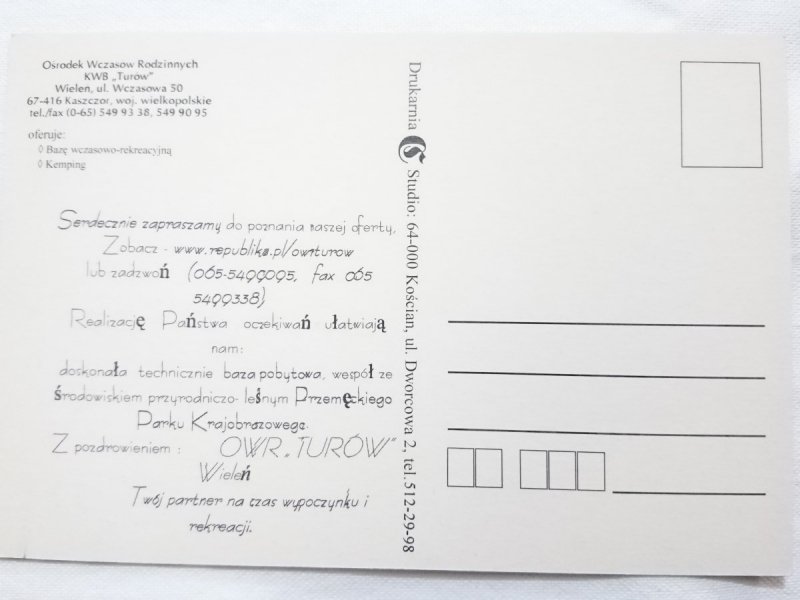 Ośrodek Wczasow Rodzinnych
KWB „Turów"
Wielen, ul. Wczasowa 50
67-416 Kaszczor, woj. wielkopolskie
tel./fax (0-65) 549 93 38, 549 90 95
oferuje:
◊ Bazę wczasowo-rekreacyjną
◊ Kemping
Serdecznie zapraszamy do poznania naszej oferty,
Zobacz - www.republika.pl/owrturow
lub zadzwoń (065-5499095, fax 065
5499338)
Realizację Państwa oczekiwań ułatwiają
nam:
doskonała technicznie baza pobytowa, wespół ze
środowiskiem przyrodniczo- leśnym Przemęckiego
Parku Krajobrazowego.
Z pozdrowieniem : OWR „TURÓW"
Wieleń
Twój partner na czas wypoczynku i
rekreacji.
Drukarnia CS Studio: 64-000 Kościan, ul. Dworcowa 2, tel. 512-29-98